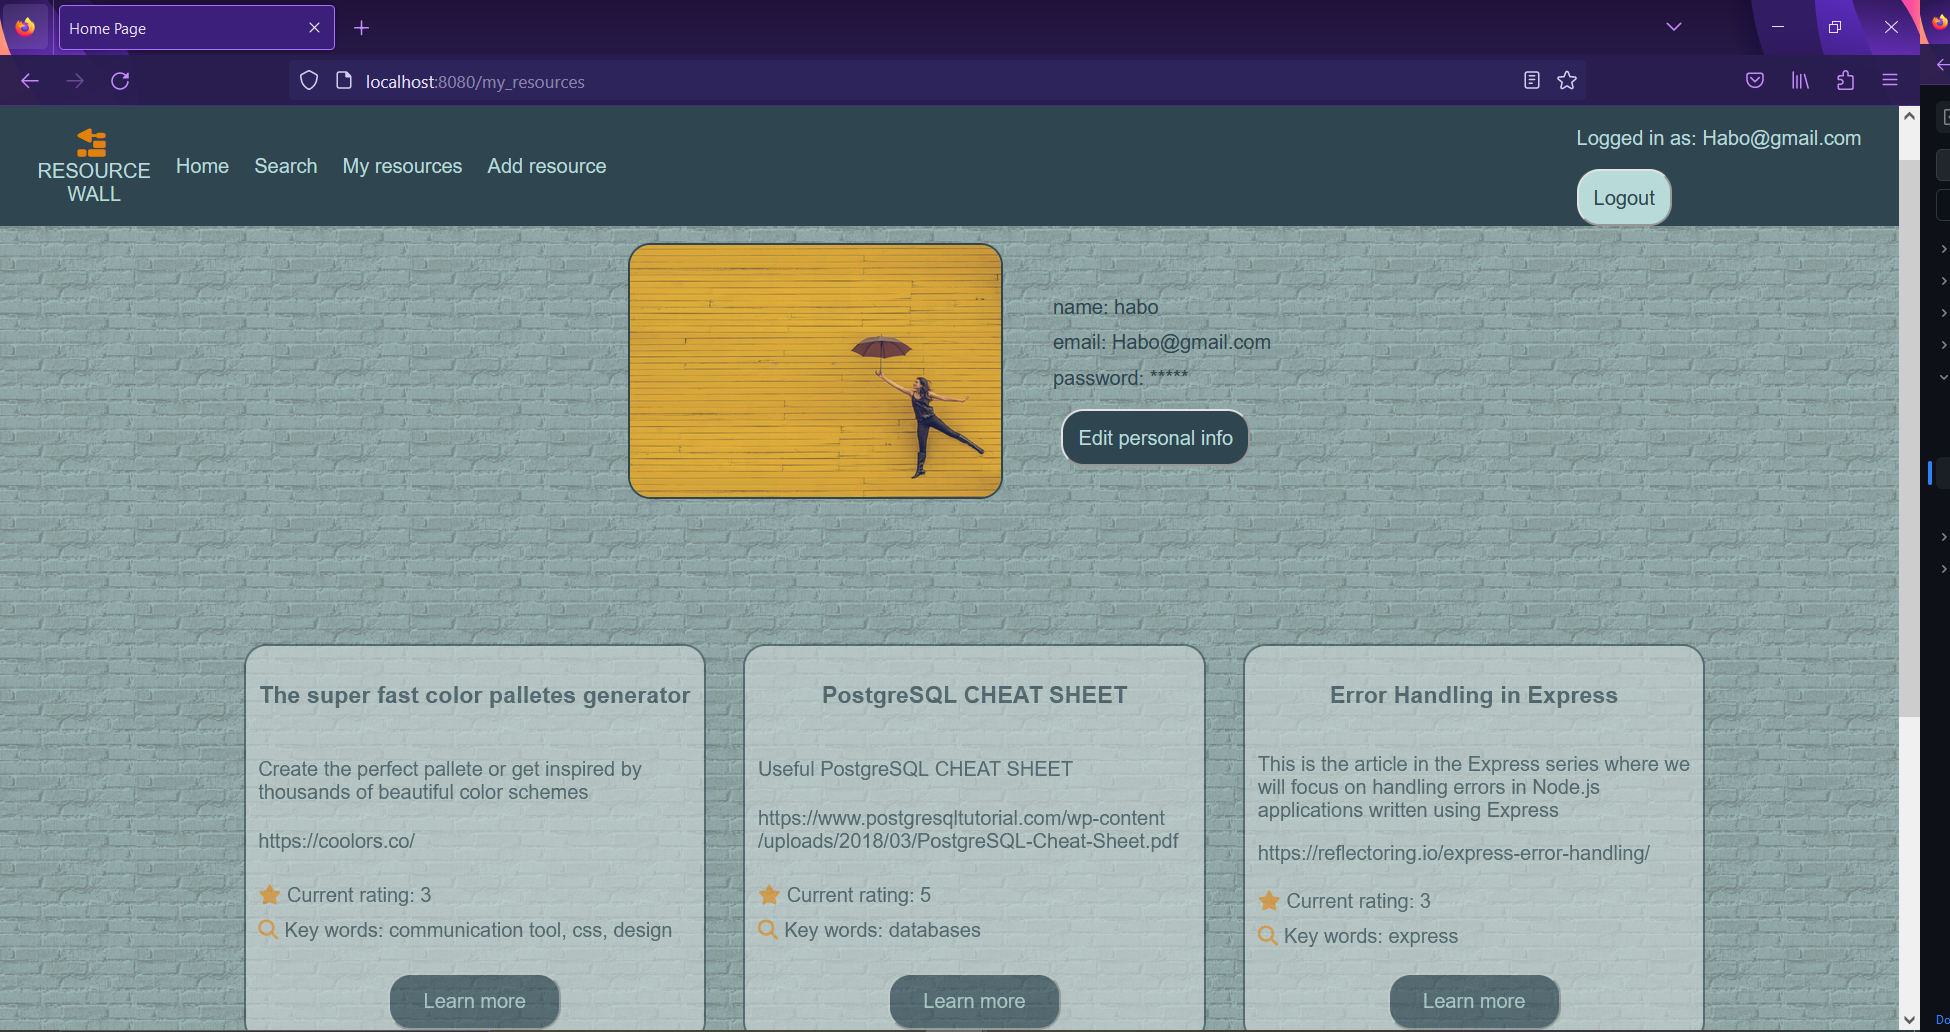 Home Page
localhost:8080/my_resources
RESOURCE
WALL
Home
Search
My resources
Add resource
Logged in as: Habo@gmail.com
Logout
name: habo
email: Habo@gmail.com
password: *****
Edit personal info
The super fast color palletes generator
Create the perfect pallete or get inspired by
thousands of beautiful color schemes
https://coolors.co/
Current rating: 3
Key words: communication tool, css, design
Learn more
PostgreSQL CHEAT SHEET
Useful PostgreSQL CHEAT SHEET
https://www.postgresqltutorial.com/wp-content
/uploads/2018/03/PostgreSQL-Cheat-Sheet.pdf
Current rating: 5
Key words: databases
Learn more
Error Handling in Express
This is the article in the Express series where we
will focus on handling errors in Node.js
applications written using Express
https://reflectoring.io/express-error-handling/
Current rating: 3
Key words: express
Learn more
Do